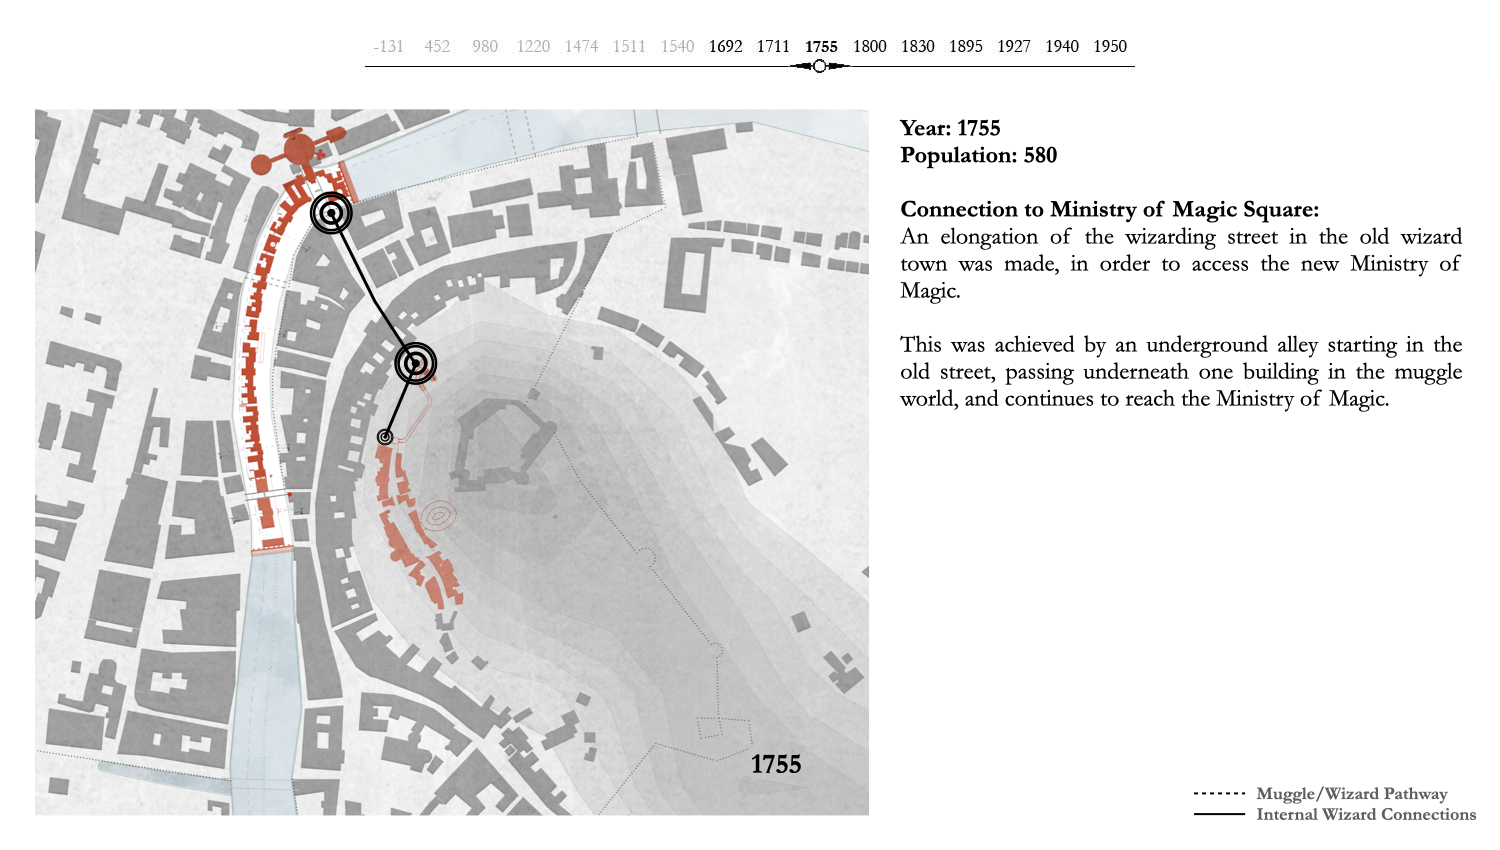 -131 452 980 1220 1474 1511 1540 1692 1711 1755 1800 1830 1895 1927 1940 1950
Year: 1755
Population: 580
Connection to Ministry of Magic Square:
An elongation of the wizarding street in the old wizard
town was made, in order to access the new Ministry of
Magic.
This was achieved by an underground alley starting in the
old street, passing underneath one building in the muggle
world, and continues to reach the Ministry of Magic.
1755
Muggle/Wizard Pathway
Internal Wizard Connections